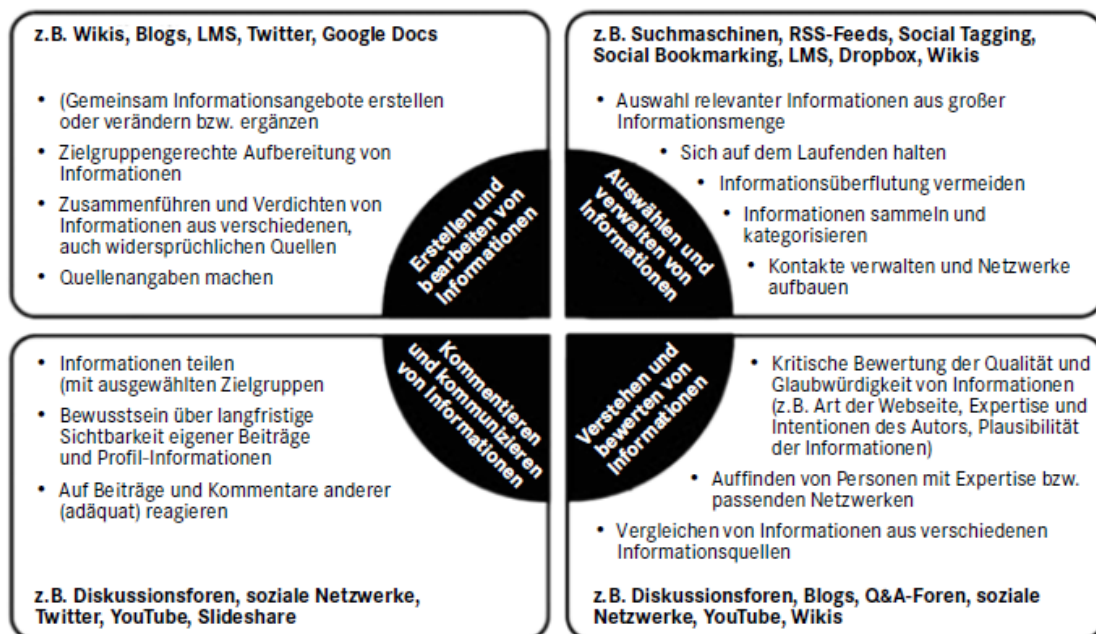 z.B. Wikis, Blogs, LMS, Twitter, Google Docs
• (Gemeinsam Informationsangebote erstellen
oder verändern bzw. ergänzen
• Zielgruppengerechte Aufbereitung von
Informationen
• Zusammenführen und Verdichten von
Informationen aus verschiedenen,
auch widersprüchlichen Quellen
• Quellenangaben machen
Erstellen und
bearbeiten von
Informationen
z.B. Suchmaschinen, RSS-Feeds, Social Tagging,
Social Bookmarking, LMS, Dropbox, Wikis
• Auswahl relevanter Informationen aus großer
Informationsmenge
• Sich auf dem Laufenden halten
• Informationsüberflutung vermeiden
• Informationen sammeln und
kategorisieren
• Kontakte verwalten und Netzwerke
aufbauen
Auswählen und
verwalten von
Informationen
• Informationen teilen
(mit ausgewählten Zielgruppen
• Bewusstsein über langfristige
Sichtbarkeit eigener Beiträge
und Profil-Informationen
• Auf Beiträge und Kommentare anderer
(adäquat) reagieren
Kommentieren
und kommunizieren
von Informationen
z.B. Diskussionsforen, soziale Netzwerke,
Twitter, YouTube, Slideshare
• Kritische Bewertung der Qualität und
Glaubwürdigkeit von Informationen
(z.B. Art der Webseite, Expertise und
Intentionen des Autors, Plausibilität
der Informationen)
• Auffinden von Personen mit Expertise bzw.
passenden Netzwerken
• Vergleichen von Informationen aus verschiedenen
Informationsquellen
Verstehen und
bewerten von
Informationen
z.B. Diskussionsforen, Blogs, Q&A-Foren, soziale
Netzwerke, YouTube, Wikis